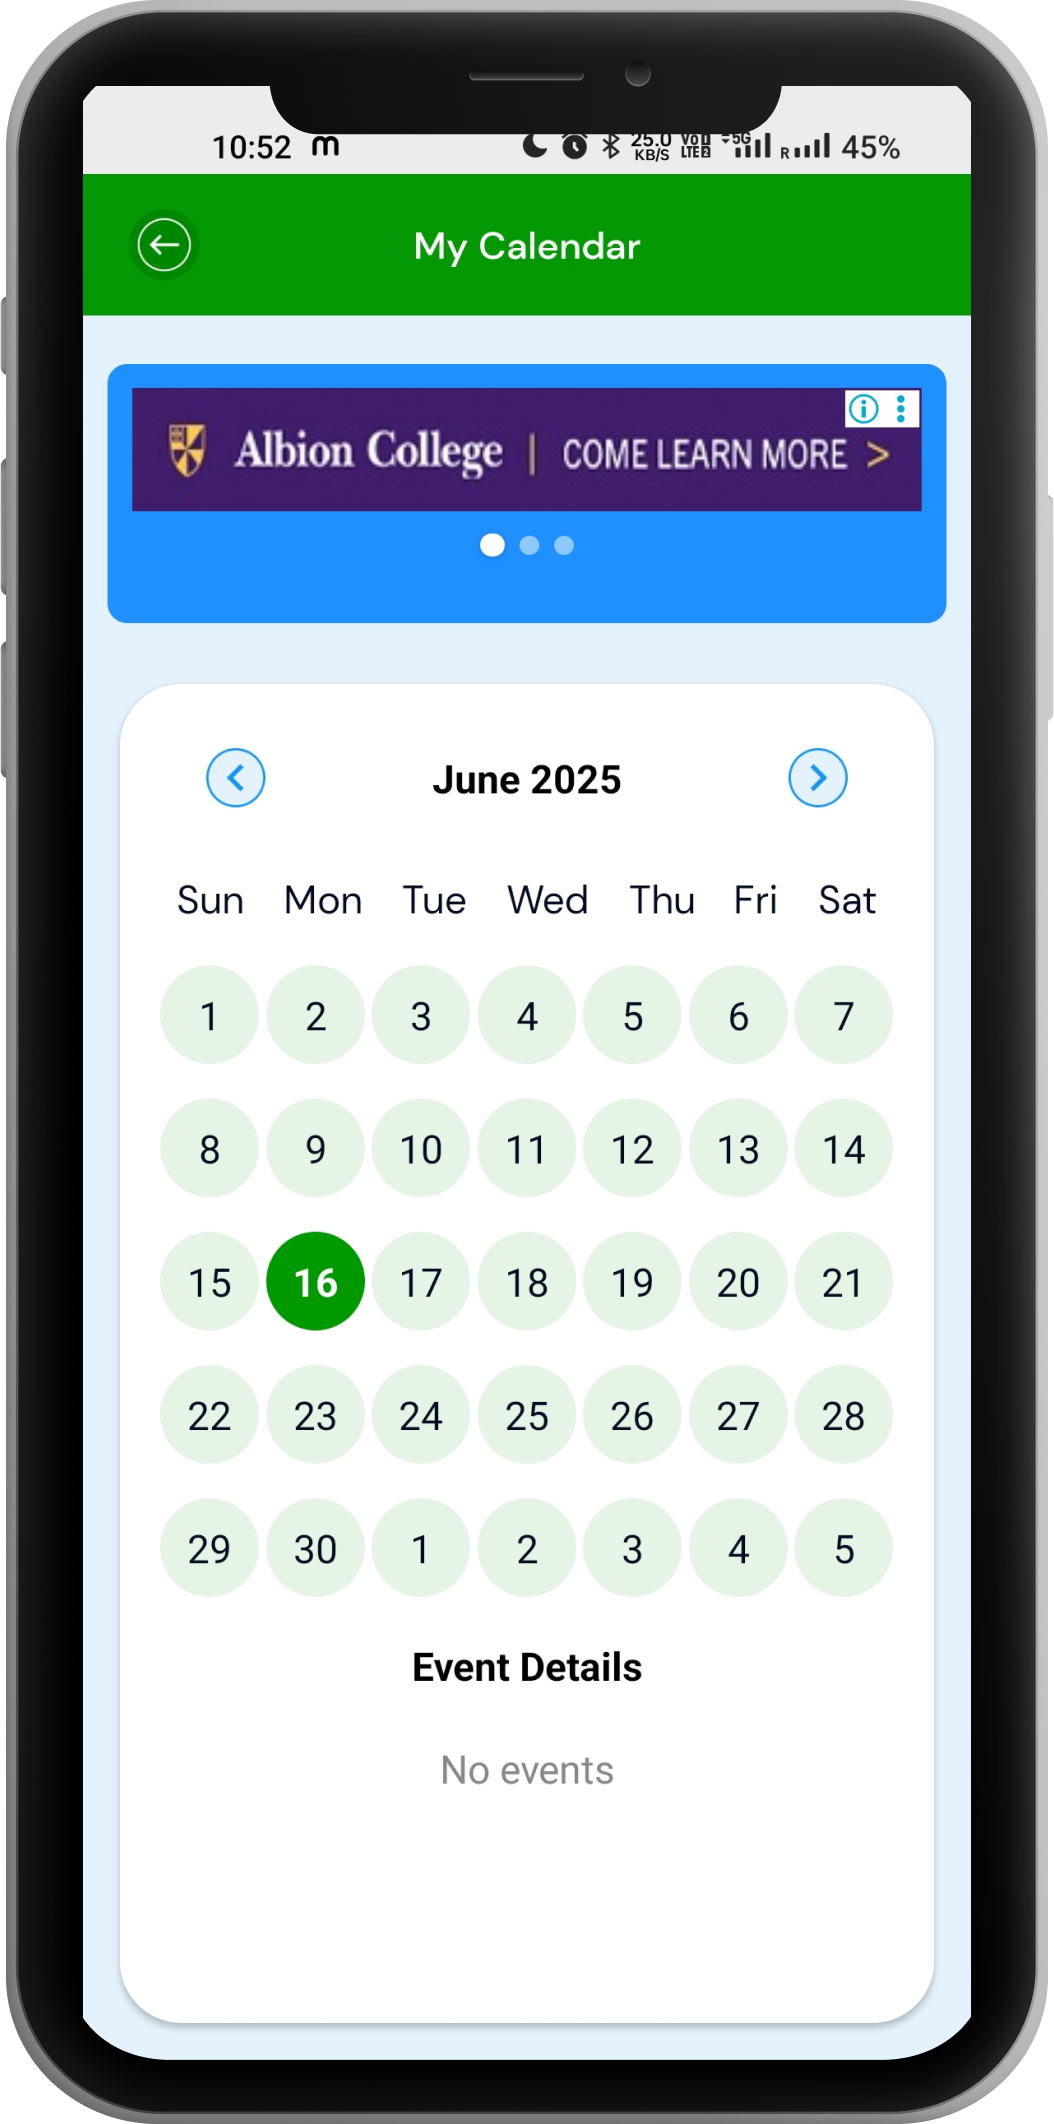 10:52 m 25.0 KB/S Vo LTE 2 5G R 45%
My Calendar
Albion College | COME LEARN MORE >
June 2025
Sun Mon Tue Wed Thu Fri Sat
1 2 3 4 5 6 7
8 9 10 11 12 13 14
15 16 17 18 19 20 21
22 23 24 25 26 27 28
29 30 1 2 3 4 5
Event Details
No events